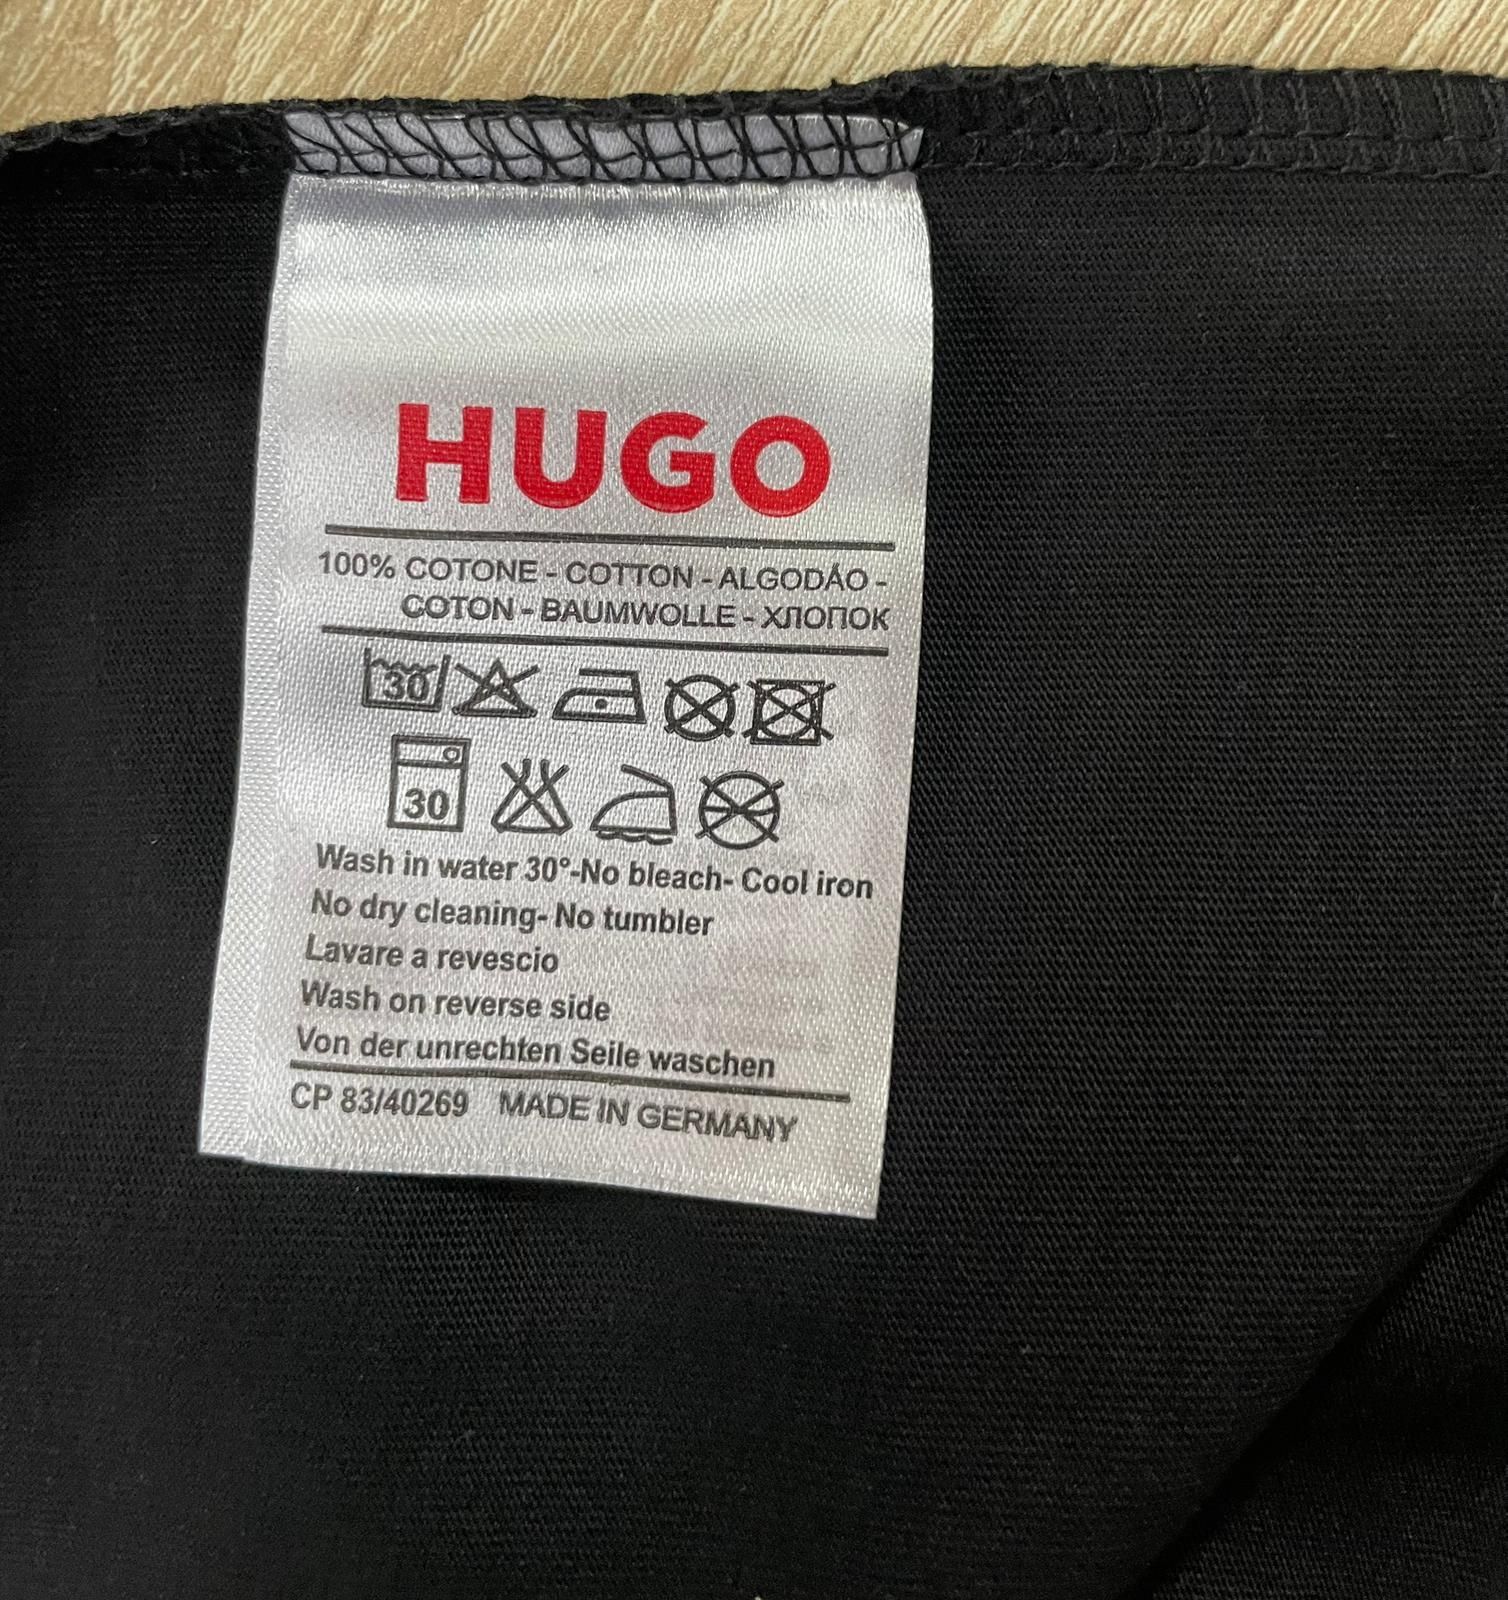 HUGO
100% COTONE - COTTON - ALGODÁO -
COTON - BAUMWOLLE - ХЛОПОК
30
30
Wash in water 30°-No bleach- Cool iron
No dry cleaning- No tumbler
Lavare a revescio
Wash on reverse side
Von der unrechten Seile waschen
CP 83/40269 MADE IN GERMANY